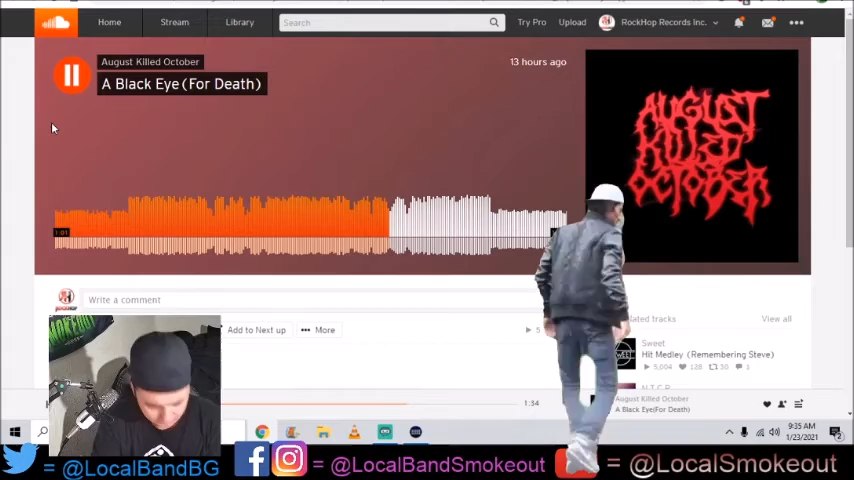 Home Stream Library Search Try Pro Upload RockHop Records Inc.
August Killed October
A Black Eye (For Death)
13 hours ago
AUGUST
KILLED
OCTOBER
1:01
Write a comment
Add to Next up ••• More
5
Related tracks View all
Sweet
Hit Medley (Remembering Steve)
5,004 128 30 1
M.T.C.R.
August Killed October
A Black Eye(For Death)
1:34
9:35 AM
1/23/2021
2
= @LocalBandBG = @LocalBandSmokeout = @LocalSmokeout